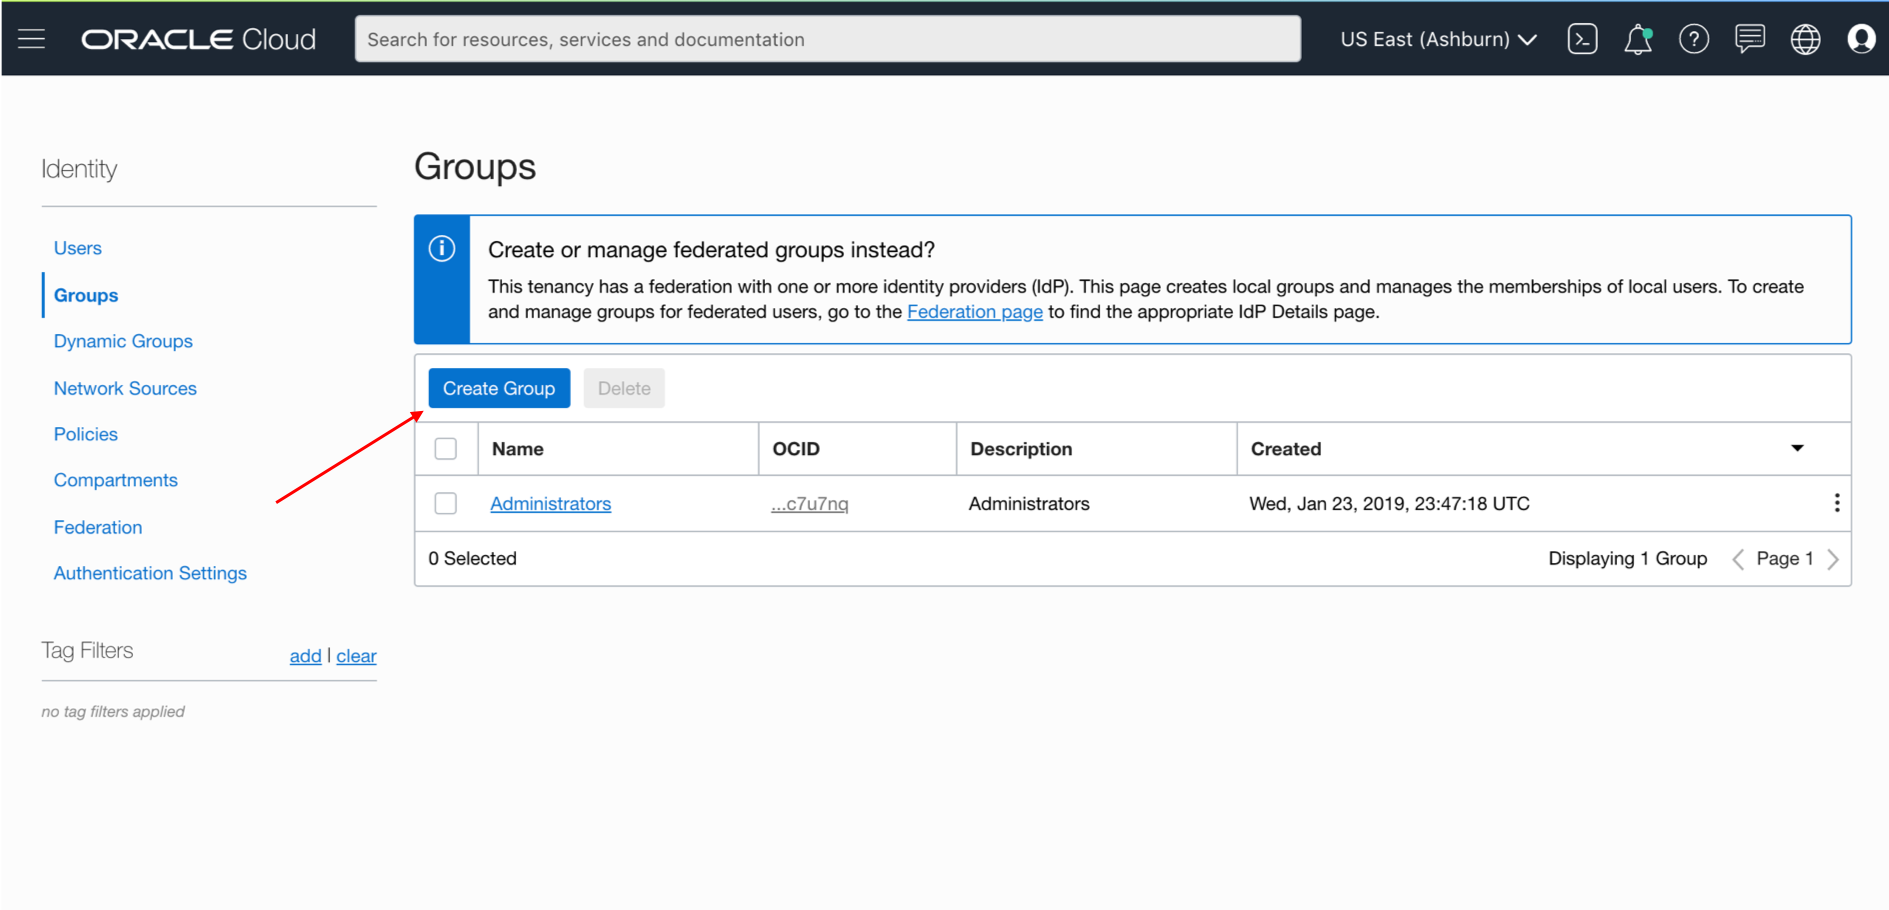 ORACLE Cloud
Search for resources, services and documentation
US East (Ashburn)
Identity
Users
Groups
Dynamic Groups
Network Sources
Policies
Compartments
Federation
Authentication Settings
Tag Filters
add | clear
no tag filters applied
Groups
Create or manage federated groups instead?
This tenancy has a federation with one or more identity providers (IdP). This page creates local groups and manages the memberships of local users. To create
and manage groups for federated users, go to the Federation page to find the appropriate IdP Details page.
Create Group Delete
Name OCID Description Created
Administrators ...c7u7nq Administrators Wed, Jan 23, 2019, 23:47:18 UTC
0 Selected Displaying 1 Group Page 1